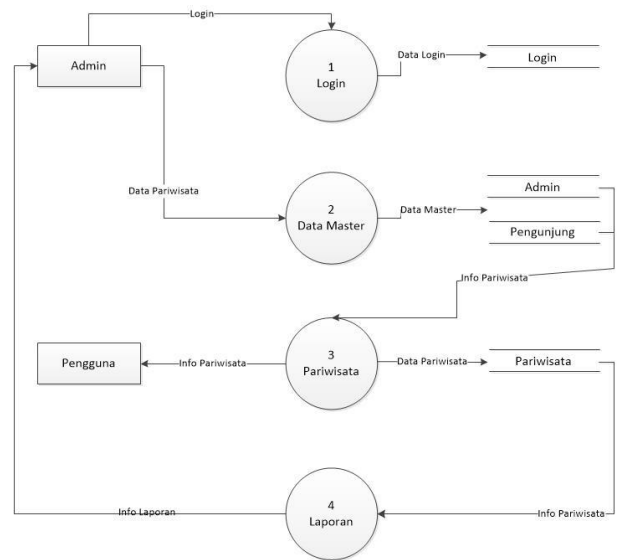 Login
Admin
1
Login
Data Login
Login
Data Pariwisata
2
Data Master
Data Master
Admin
Pengunjung
Info Pariwisata
Pengguna
Info Pariwisata
3
Pariwisata
Data Pariwisata
Pariwisata
Info Laporan
4
Laporan
Info Pariwisata